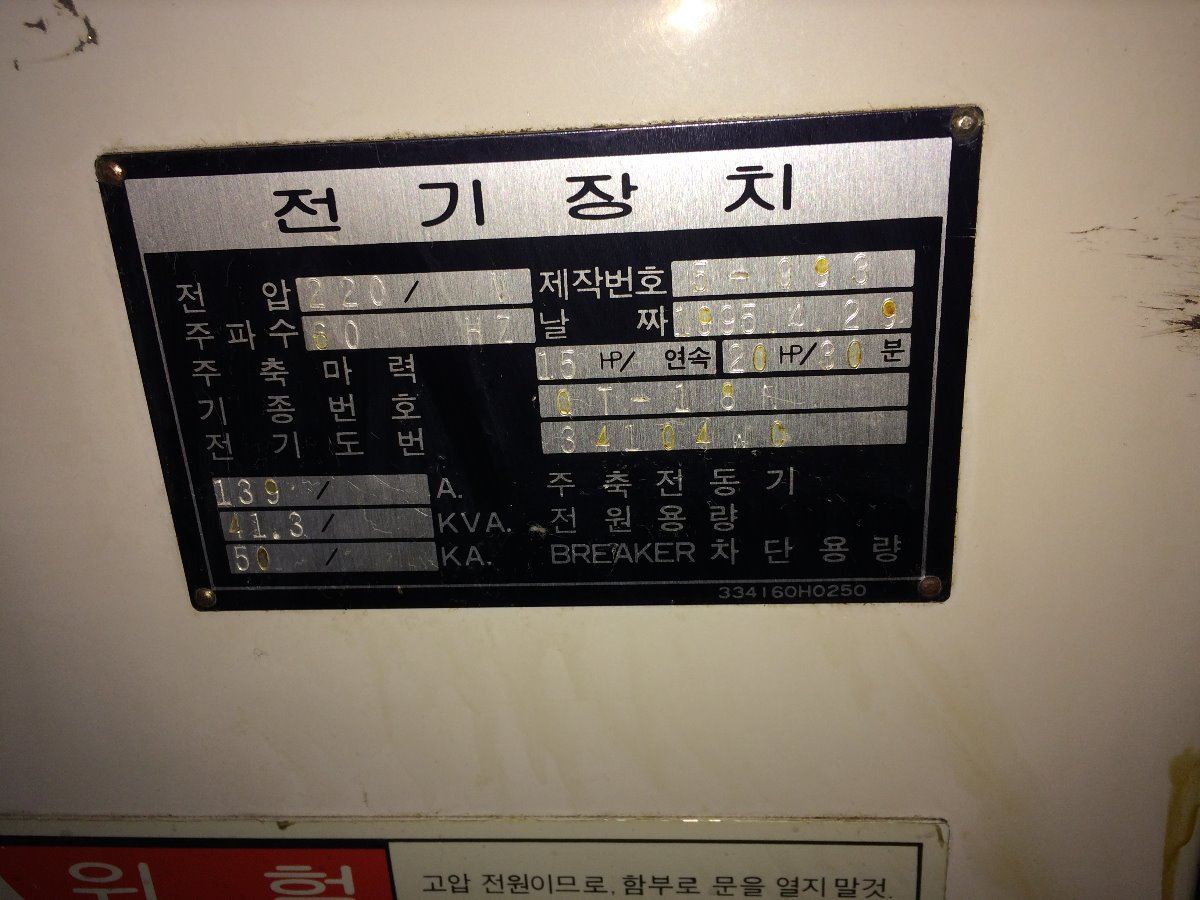 전기장치
전압 220/ V 제작번호 5-993
주파수 60 HZ 날짜 1995.4.29
주축마력 15 HP/ 연속 20 HP/30 분
기종번호
전기도번
139 / A. 주축전동기
41.3 / KVA. 전원용량
50 / KA. BREAKER 차단용량
334160H0250
위험
고압 전원이므로, 함부로 문을 열지 말것.